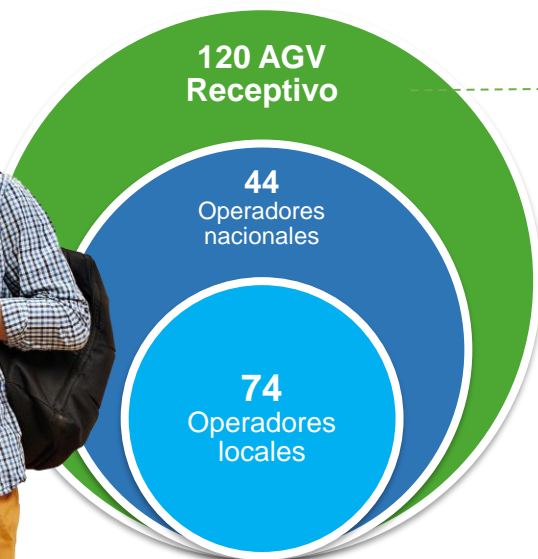 120 AGV
Receptivo
44
Operadores
nacionales
74
Operadores
locales